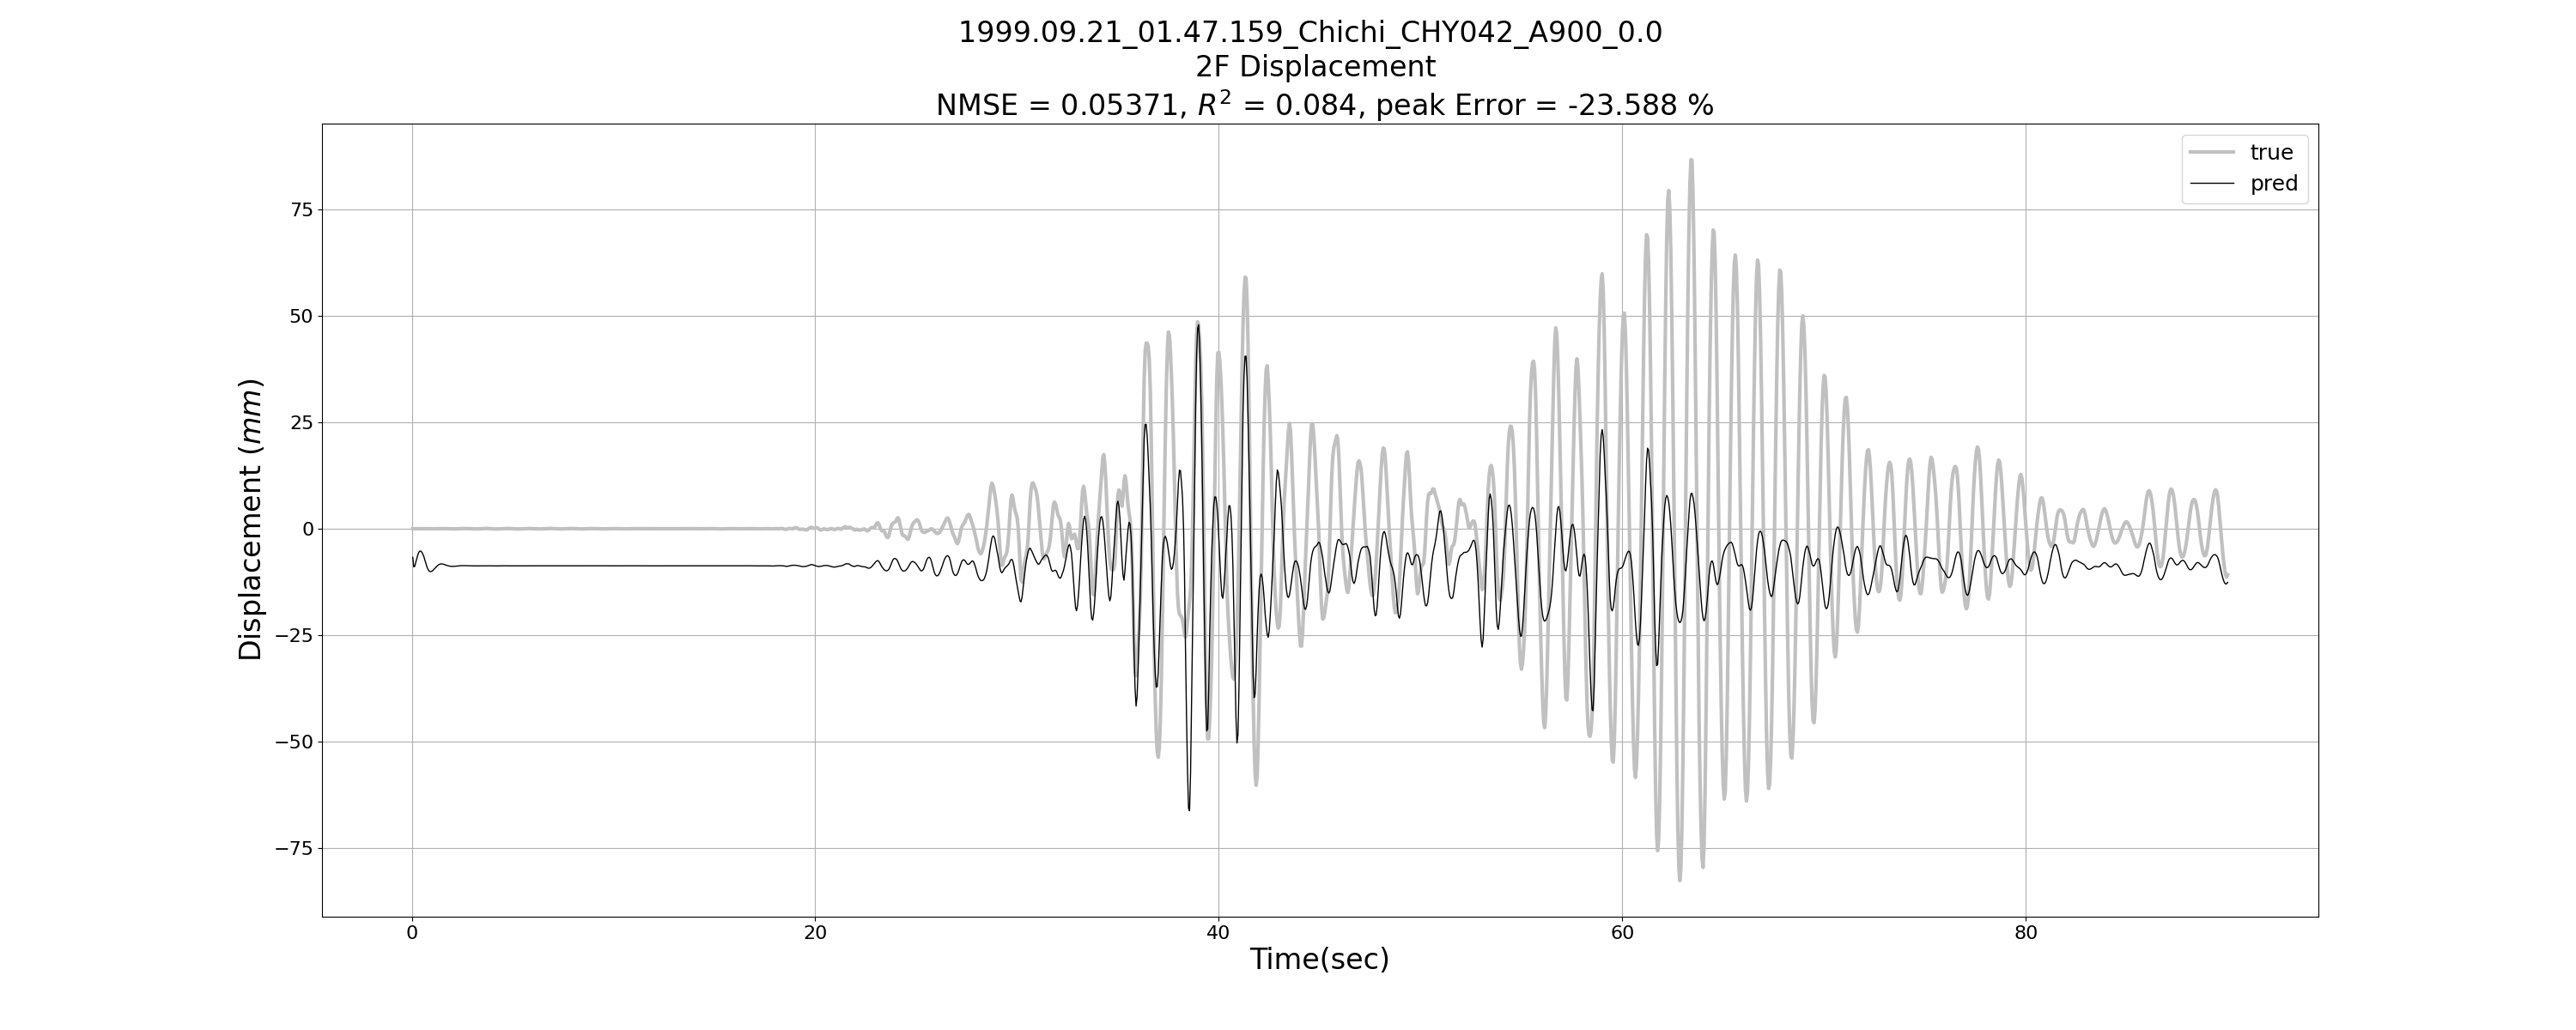 1999.09.21_01.47.159_Chichi_CHY042_A900_0.0
2F Displacement
NMSE = 0.05371, R² = 0.084, peak Error = -23.588 %
true
pred
Displacement (mm)
75
50
25
0
−25
−50
−75
0 20 40 60 80
Time(sec)